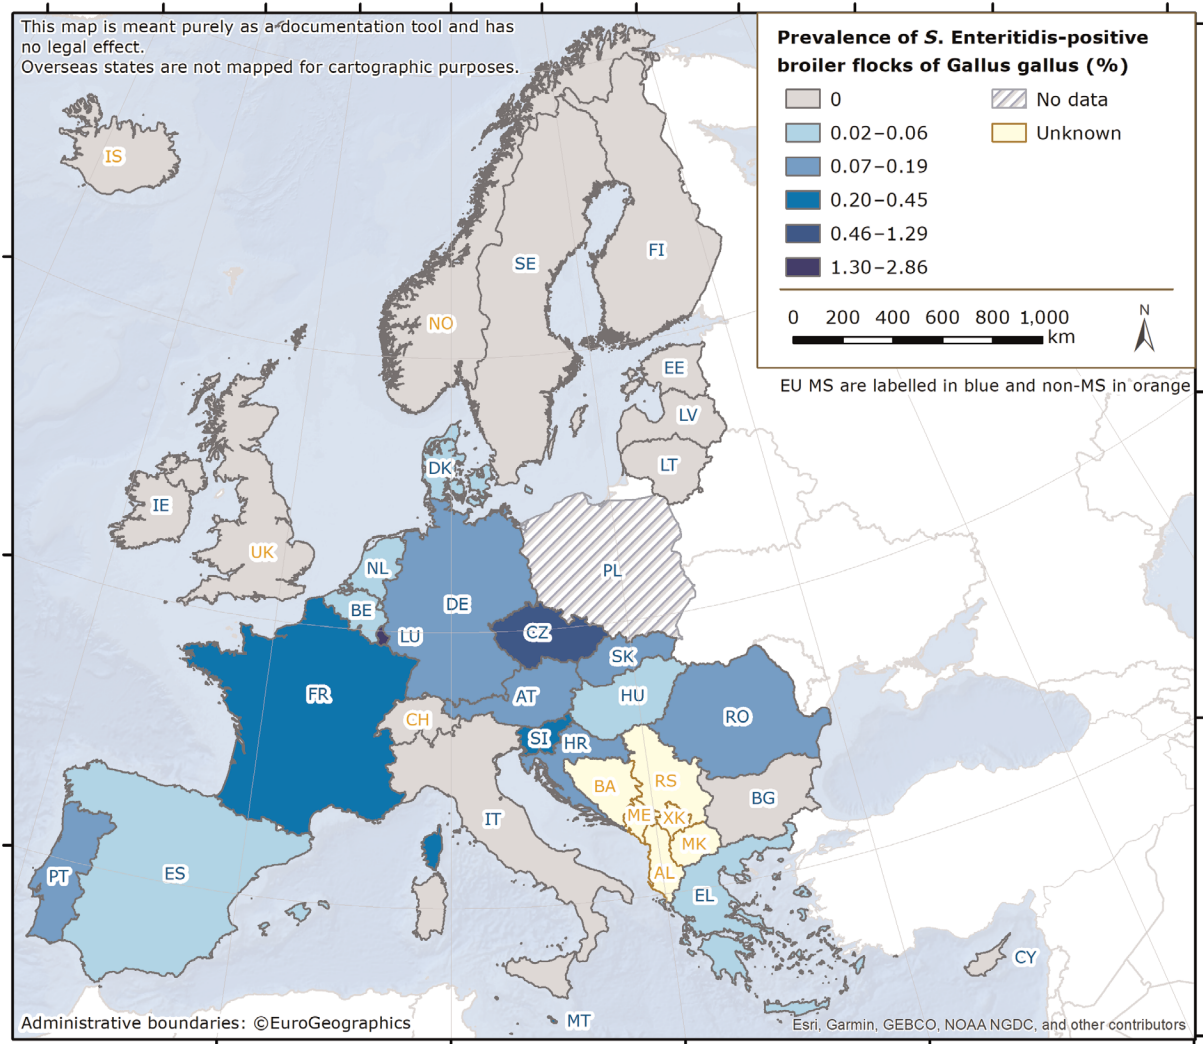 This map is meant purely as a documentation tool and has
no legal effect.
Overseas states are not mapped for cartographic purposes.
Prevalence of S. Enteritidis-positive
broiler flocks of Gallus gallus (%)
0
No data
0.02–0.06
Unknown
0.07–0.19
0.20–0.45
0.46–1.29
1.30–2.86
0 200 400 600 800 1,000
km
N
EU MS are labelled in blue and non-MS in orange
IS
FI
SE
NO
EE
LV
LT
DK
IE
UK
NL
PL
BE
DE
LU
CZ
SK
FR
AT
HU
CH
RO
SI
HR
BA
RS
BG
IT
ME
XK
MK
PT
ES
AL
EL
CY
MT
Administrative boundaries: ©EuroGeographics
Esri, Garmin, GEBCO, NOAA NGDC, and other contributors